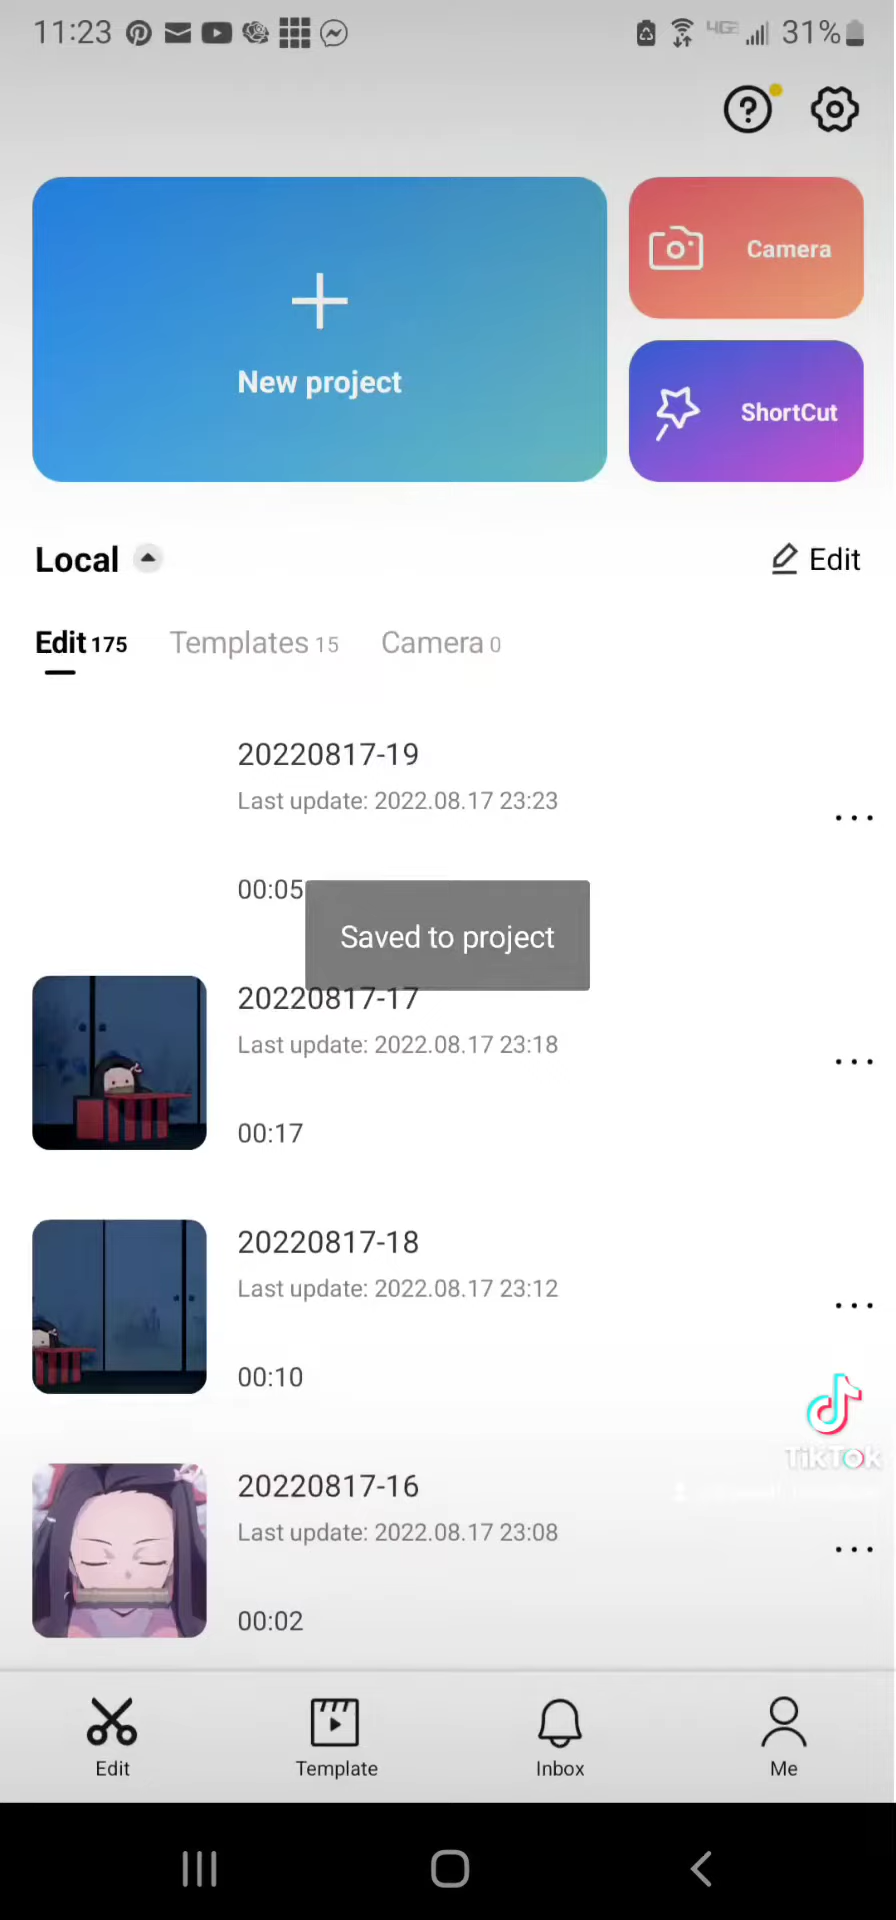 11:23
4GE 31%
Camera
New project
ShortCut
Local
Edit
Edit 175 Templates 15 Camera 0
20220817-19
Last update: 2022.08.17 23:23
00:05
Saved to project
20220817-17
Last update: 2022.08.17 23:18
00:17
20220817-18
Last update: 2022.08.17 23:12
00:10
TikTok
20220817-16
Last update: 2022.08.17 23:08
00:02
Edit Template Inbox Me